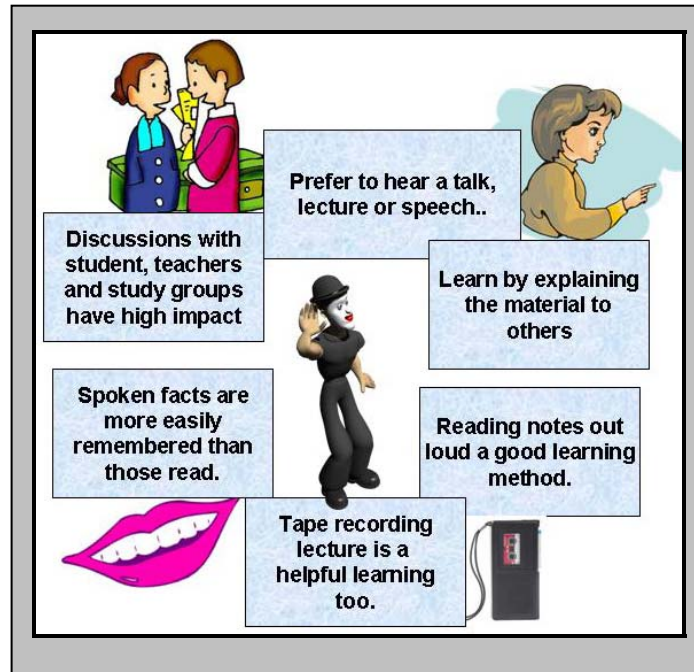 Prefer to hear a talk,
lecture or speech..
Discussions with
student, teachers
and study groups
have high impact
Learn by explaining
the material to
others
Spoken facts are
more easily
remembered than
those read.
Reading notes out
loud a good learning
method.
Tape recording
lecture is a
helpful learning
too.